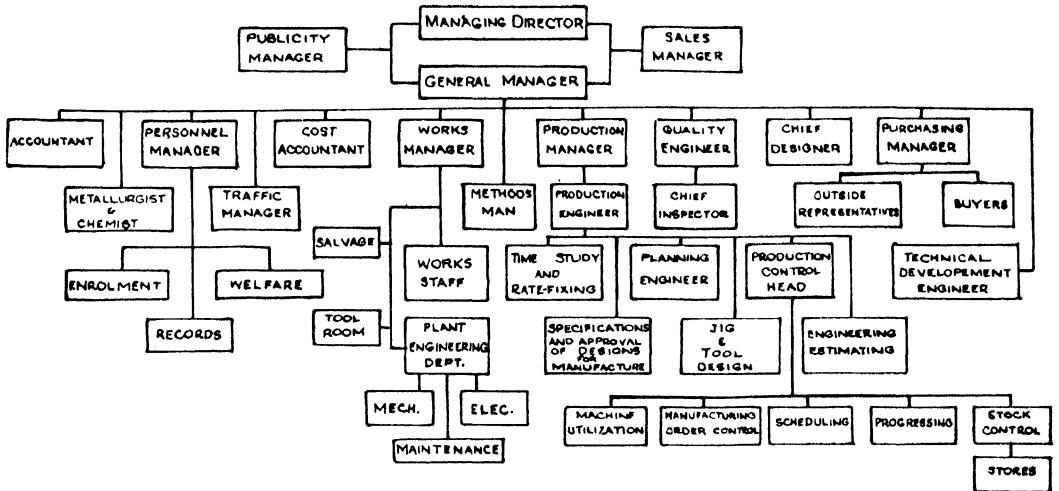 MANAGING DIRECTOR
PUBLICITY
MANAGER
SALES
MANAGER
GENERAL MANAGER
ACCOUNTANT
PERSONNEL
MANAGER
COST
ACCOUNTANT
WORKS
MANAGER
PRODUCTION
MANAGER
QUALITY
ENGINEER
CHIEF
DESIGNER
PURCHASING
MANAGER
METALLURGIST
&
CHEMIST
TRAFFIC
MANAGER
METHODS
MAN
PRODUCTION
ENGINEER
CHIEF
INSPECTOR
OUTSIDE
REPRESENTATIVES
BUYERS
SALVAGE
WORKS
STAFF
TIME STUDY
AND
RATE-FIXING
PLANNING
ENGINEER
PRODUCTION
CONTROL
HEAD
TECHNICAL
DEVELOPEMENT
ENGINEER
ENROLMENT
WELFARE
RECORDS
TOOL
ROOM
PLANT
ENGINEERING
DEPT.
SPECIFICATIONS
AND APPROVAL
OF DESIGNS
FOR
MANUFACTURE
JIG
&
TOOL
DESIGN
ENGINEERING
ESTIMATING
MECH.
ELEC.
MAINTENANCE
MACHINE
UTILIZATION
MANUFACTURING
ORDER CONTROL
SCHEDULING
PROGRESSING
STOCK
CONTROL
STORES